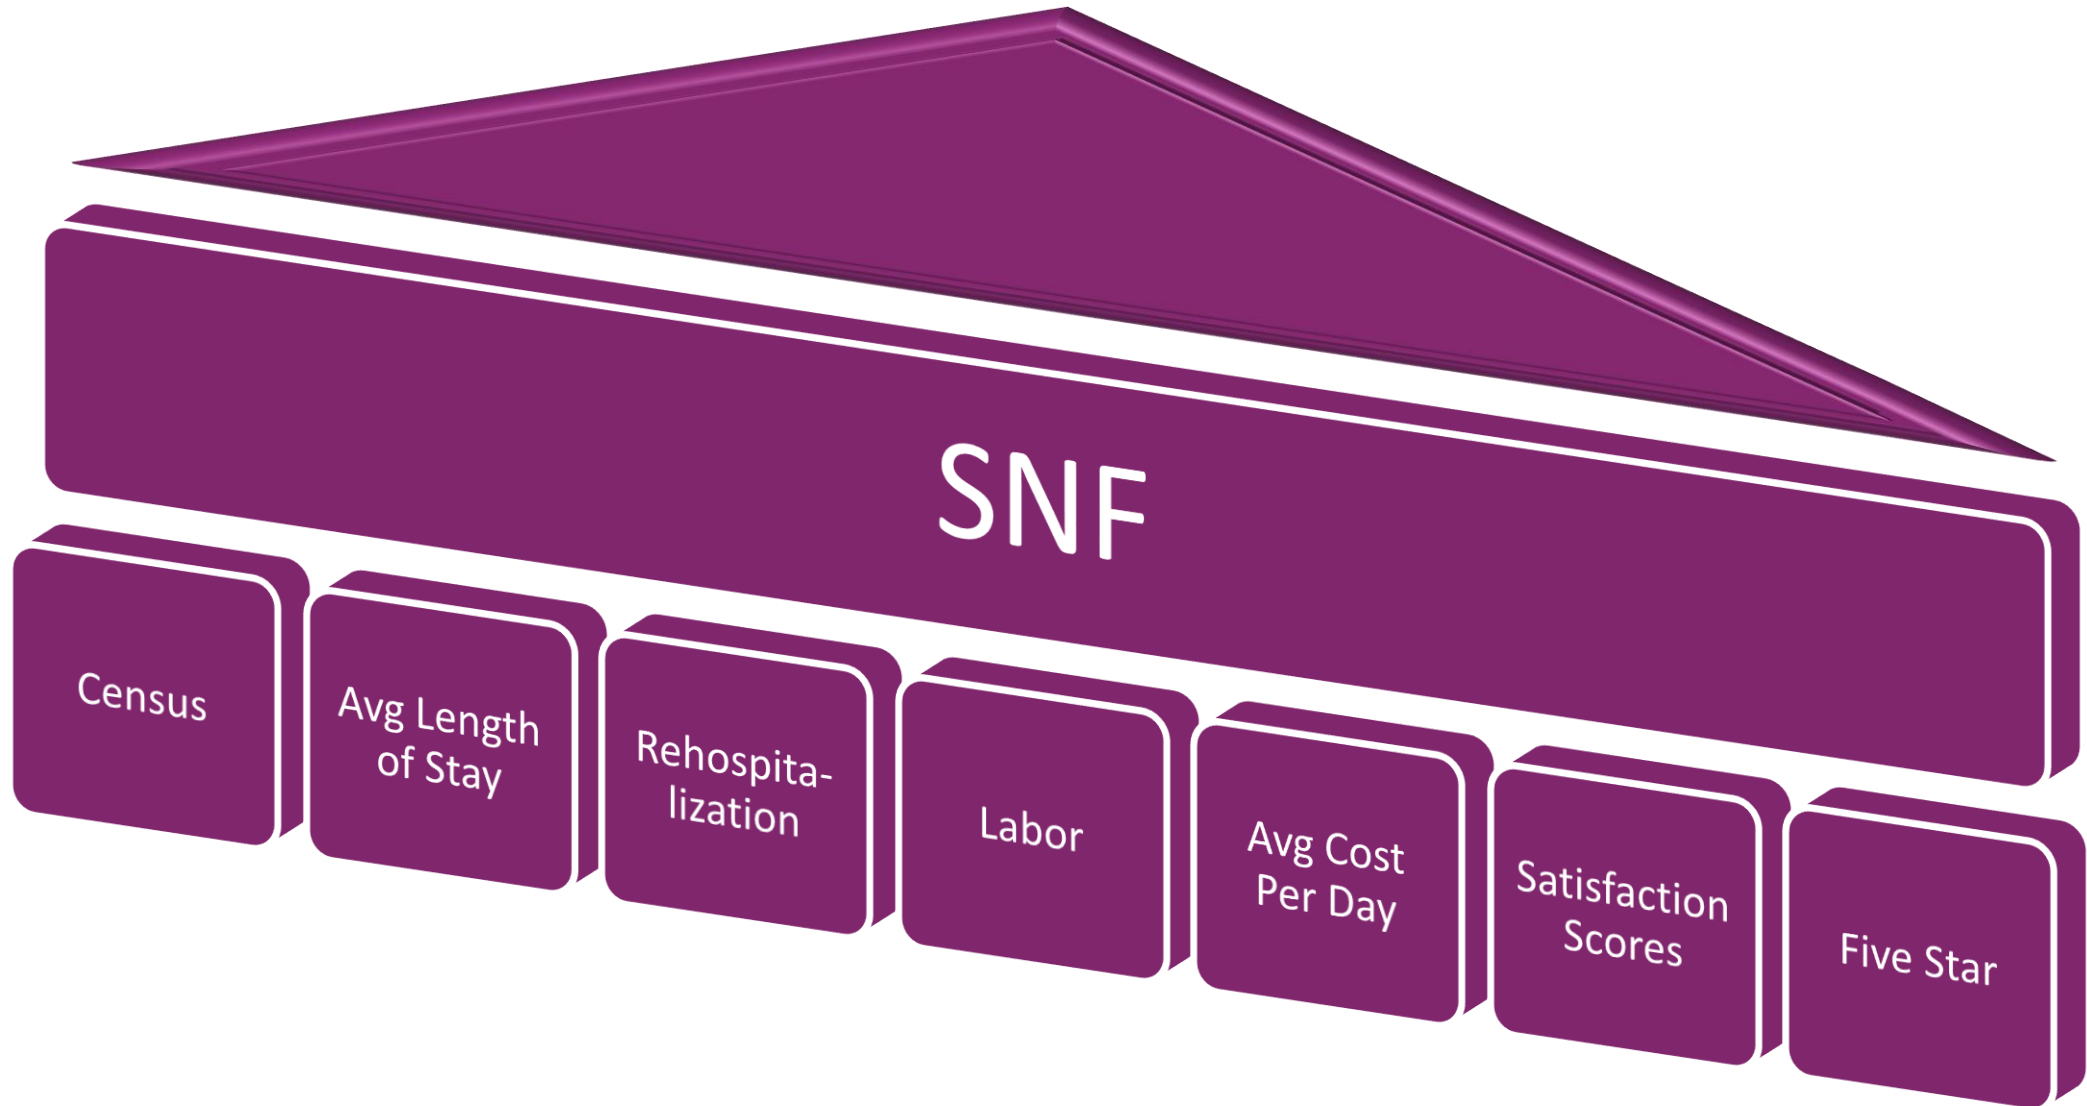 SNF
Census
Avg Length
of Stay
Rehospita-
lization
Labor
Avg Cost
Per Day
Satisfaction
Scores
Five Star